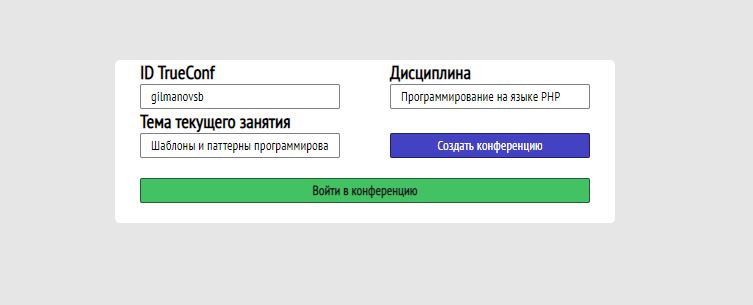 ID TrueConf
Дисциплина
gilmanovsb
Программирование на языке PHP
Тема текущего занятия
Шаблоны и паттерны программирова
Создать конференцию
Войти в конференцию